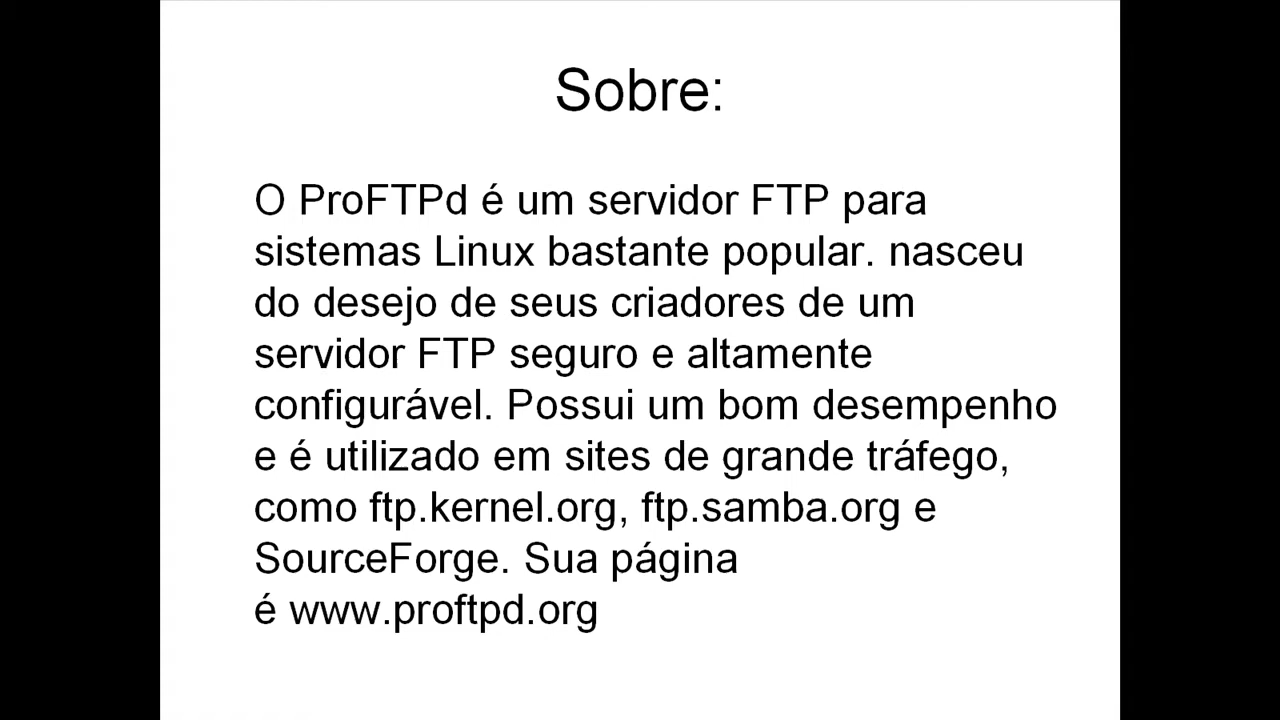 Sobre:
O ProFTPd é um servidor FTP para
sistemas Linux bastante popular. nasceu
do desejo de seus criadores de um
servidor FTP seguro e altamente
configurável. Possui um bom desempenho
e é utilizado em sites de grande tráfego,
como ftp.kernel.org, ftp.samba.org e
SourceForge. Sua página
é www.proftpd.org